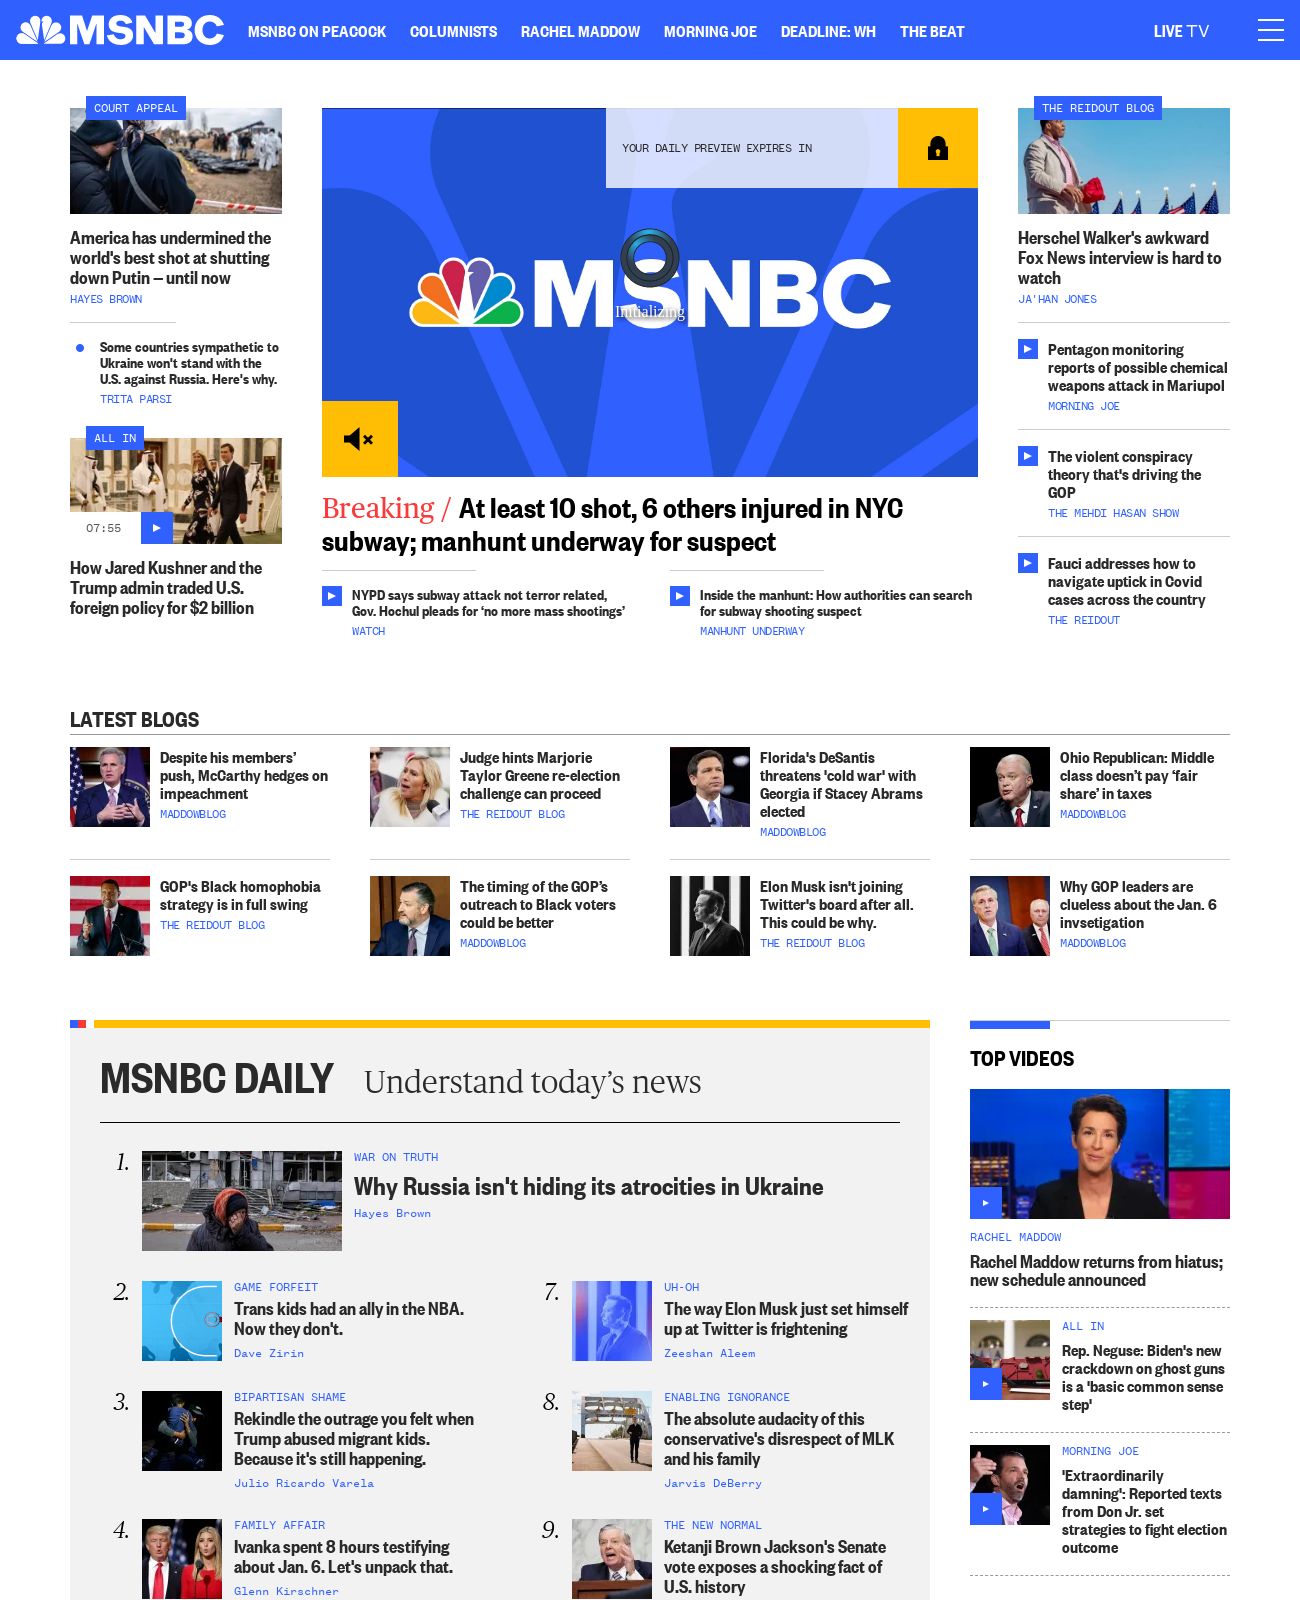 MSNBC
MSNBC ON PEACOCK
COLUMNISTS
RACHEL MADDOW
MORNING JOE
DEADLINE: WH
THE BEAT
LIVE TV
COURT APPEAL
America has undermined the
world's best shot at shutting
down Putin – until now
HAYES BROWN
Some countries sympathetic to
Ukraine won't stand with the
U.S. against Russia. Here's why.
TRITA PARSI
ALL IN
07:55
How Jared Kushner and the
Trump admin traded U.S.
foreign policy for $2 billion
YOUR DAILY PREVIEW EXPIRES IN
MSNBC
Initializing
Breaking / At least 10 shot, 6 others injured in NYC
subway; manhunt underway for suspect
NYPD says subway attack not terror related,
Gov. Hochul pleads for ‘no more mass shootings’
WATCH
Inside the manhunt: How authorities can search
for subway shooting suspect
MANHUNT UNDERWAY
THE REIDOUT BLOG
Herschel Walker's awkward
Fox News interview is hard to
watch
JA'HAN JONES
Pentagon monitoring
reports of possible chemical
weapons attack in Mariupol
MORNING JOE
The violent conspiracy
theory that's driving the
GOP
THE MEHDI HASAN SHOW
Fauci addresses how to
navigate uptick in Covid
cases across the country
THE REIDOUT
LATEST BLOGS
Despite his members’
push, McCarthy hedges on
impeachment
MADDOWBLOG
Judge hints Marjorie
Taylor Greene re-election
challenge can proceed
THE REIDOUT BLOG
Florida's DeSantis
threatens 'cold war' with
Georgia if Stacey Abrams
elected
MADDOWBLOG
Ohio Republican: Middle
class doesn’t pay ‘fair
share’ in taxes
MADDOWBLOG
GOP's Black homophobia
strategy is in full swing
THE REIDOUT BLOG
The timing of the GOP’s
outreach to Black voters
could be better
MADDOWBLOG
Elon Musk isn't joining
Twitter's board after all.
This could be why.
THE REIDOUT BLOG
Why GOP leaders are
clueless about the Jan. 6
invsetigation
MADDOWBLOG
MSNBC DAILY
Understand today’s news
1.
WAR ON TRUTH
Why Russia isn't hiding its atrocities in Ukraine
Hayes Brown
2.
GAME FORFEIT
Trans kids had an ally in the NBA.
Now they don't.
Dave Zirin
3.
BIPARTISAN SHAME
Rekindle the outrage you felt when
Trump abused migrant kids.
Because it's still happening.
Julio Ricardo Varela
4.
FAMILY AFFAIR
Ivanka spent 8 hours testifying
about Jan. 6. Let's unpack that.
Glenn Kirschner
7.
UH-OH
The way Elon Musk just set himself
up at Twitter is frightening
Zeeshan Aleem
8.
ENABLING IGNORANCE
The absolute audacity of this
conservative's disrespect of MLK
and his family
Jarvis DeBerry
9.
THE NEW NORMAL
Ketanji Brown Jackson's Senate
vote exposes a shocking fact of
U.S. history
TOP VIDEOS
RACHEL MADDOW
Rachel Maddow returns from hiatus;
new schedule announced
ALL IN
Rep. Neguse: Biden's new
crackdown on ghost guns
is a 'basic common sense
step'
MORNING JOE
'Extraordinarily
damning': Reported texts
from Don Jr. set
strategies to fight election
outcome